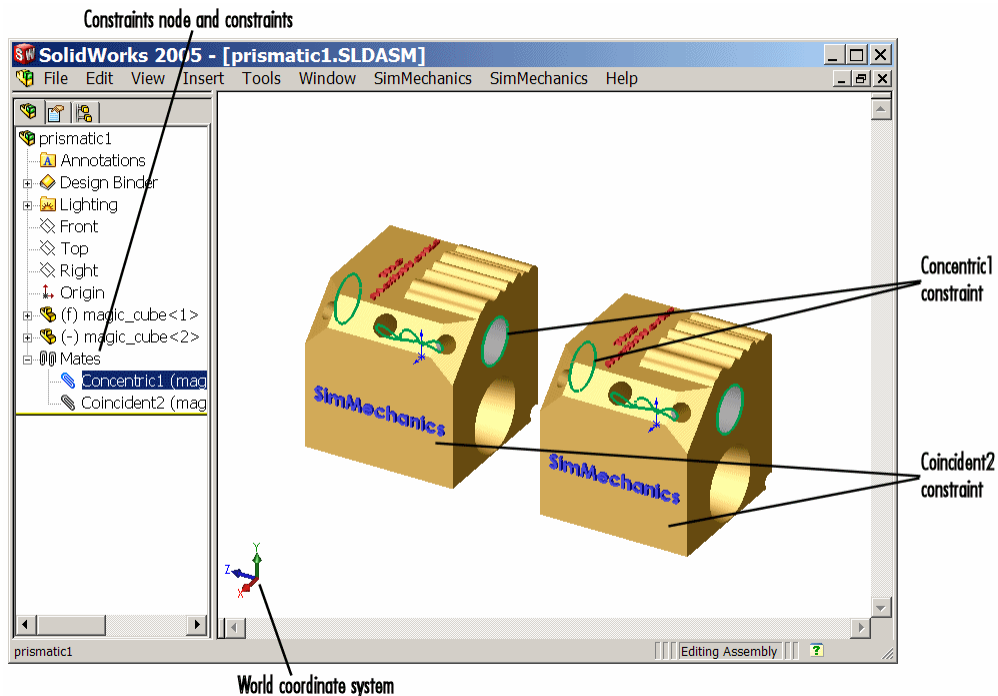 Constraints node and constraints
SolidWorks 2005 - [prismatic1.SLDASM]
File Edit View Insert Tools Window SimMechanics SimMechanics Help
prismatic1
A Annotations
Design Binder
Lighting
Front
Top
Right
Origin
(f) magic_cube<1>
(-) magic_cube<2>
Mates
Concentric1 (mag
Coincident2 (mag
SimMechanics
SimMechanics
Concentric1
constraint
Coincident2
constraint
Y
Z
X
prismatic1
Editing Assembly
?
World coordinate system